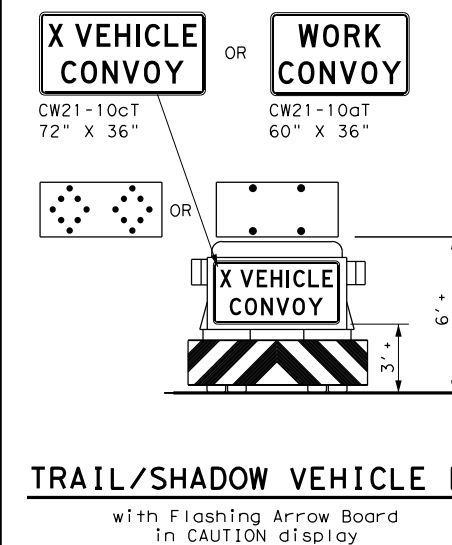 X VEHICLE
CONVOY
OR
WORK
CONVOY
CW21-10cT
72" X 36"
CW21-10aT
60" X 36"
OR
X VEHICLE
CONVOY
6'+
3'+
TRAIL/SHADOW VEHICLE
with Flashing Arrow Board
in CAUTION display